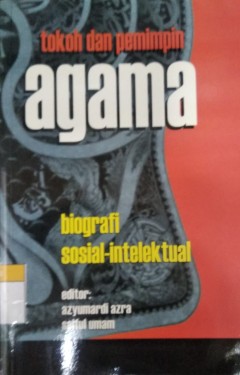 tokoh dan pemimpin
agama
biografi
sosial-intelektual
editor:
azyumardi azra
saiful umam